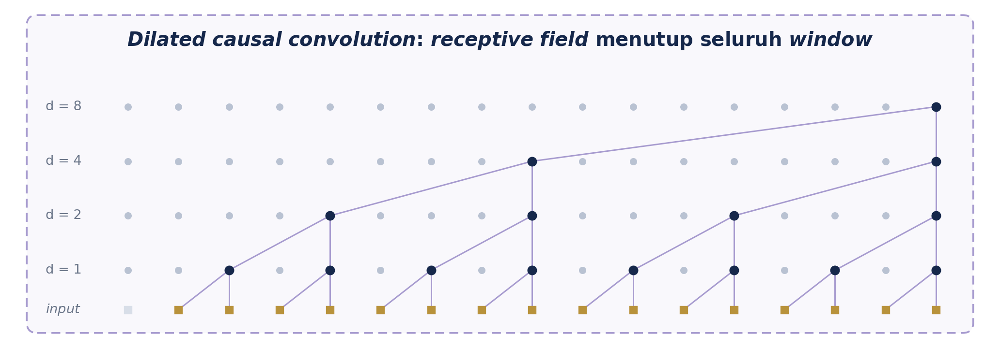 Dilated causal convolution: receptive field menutup seluruh window
d = 8
d = 4
d = 2
d = 1
input